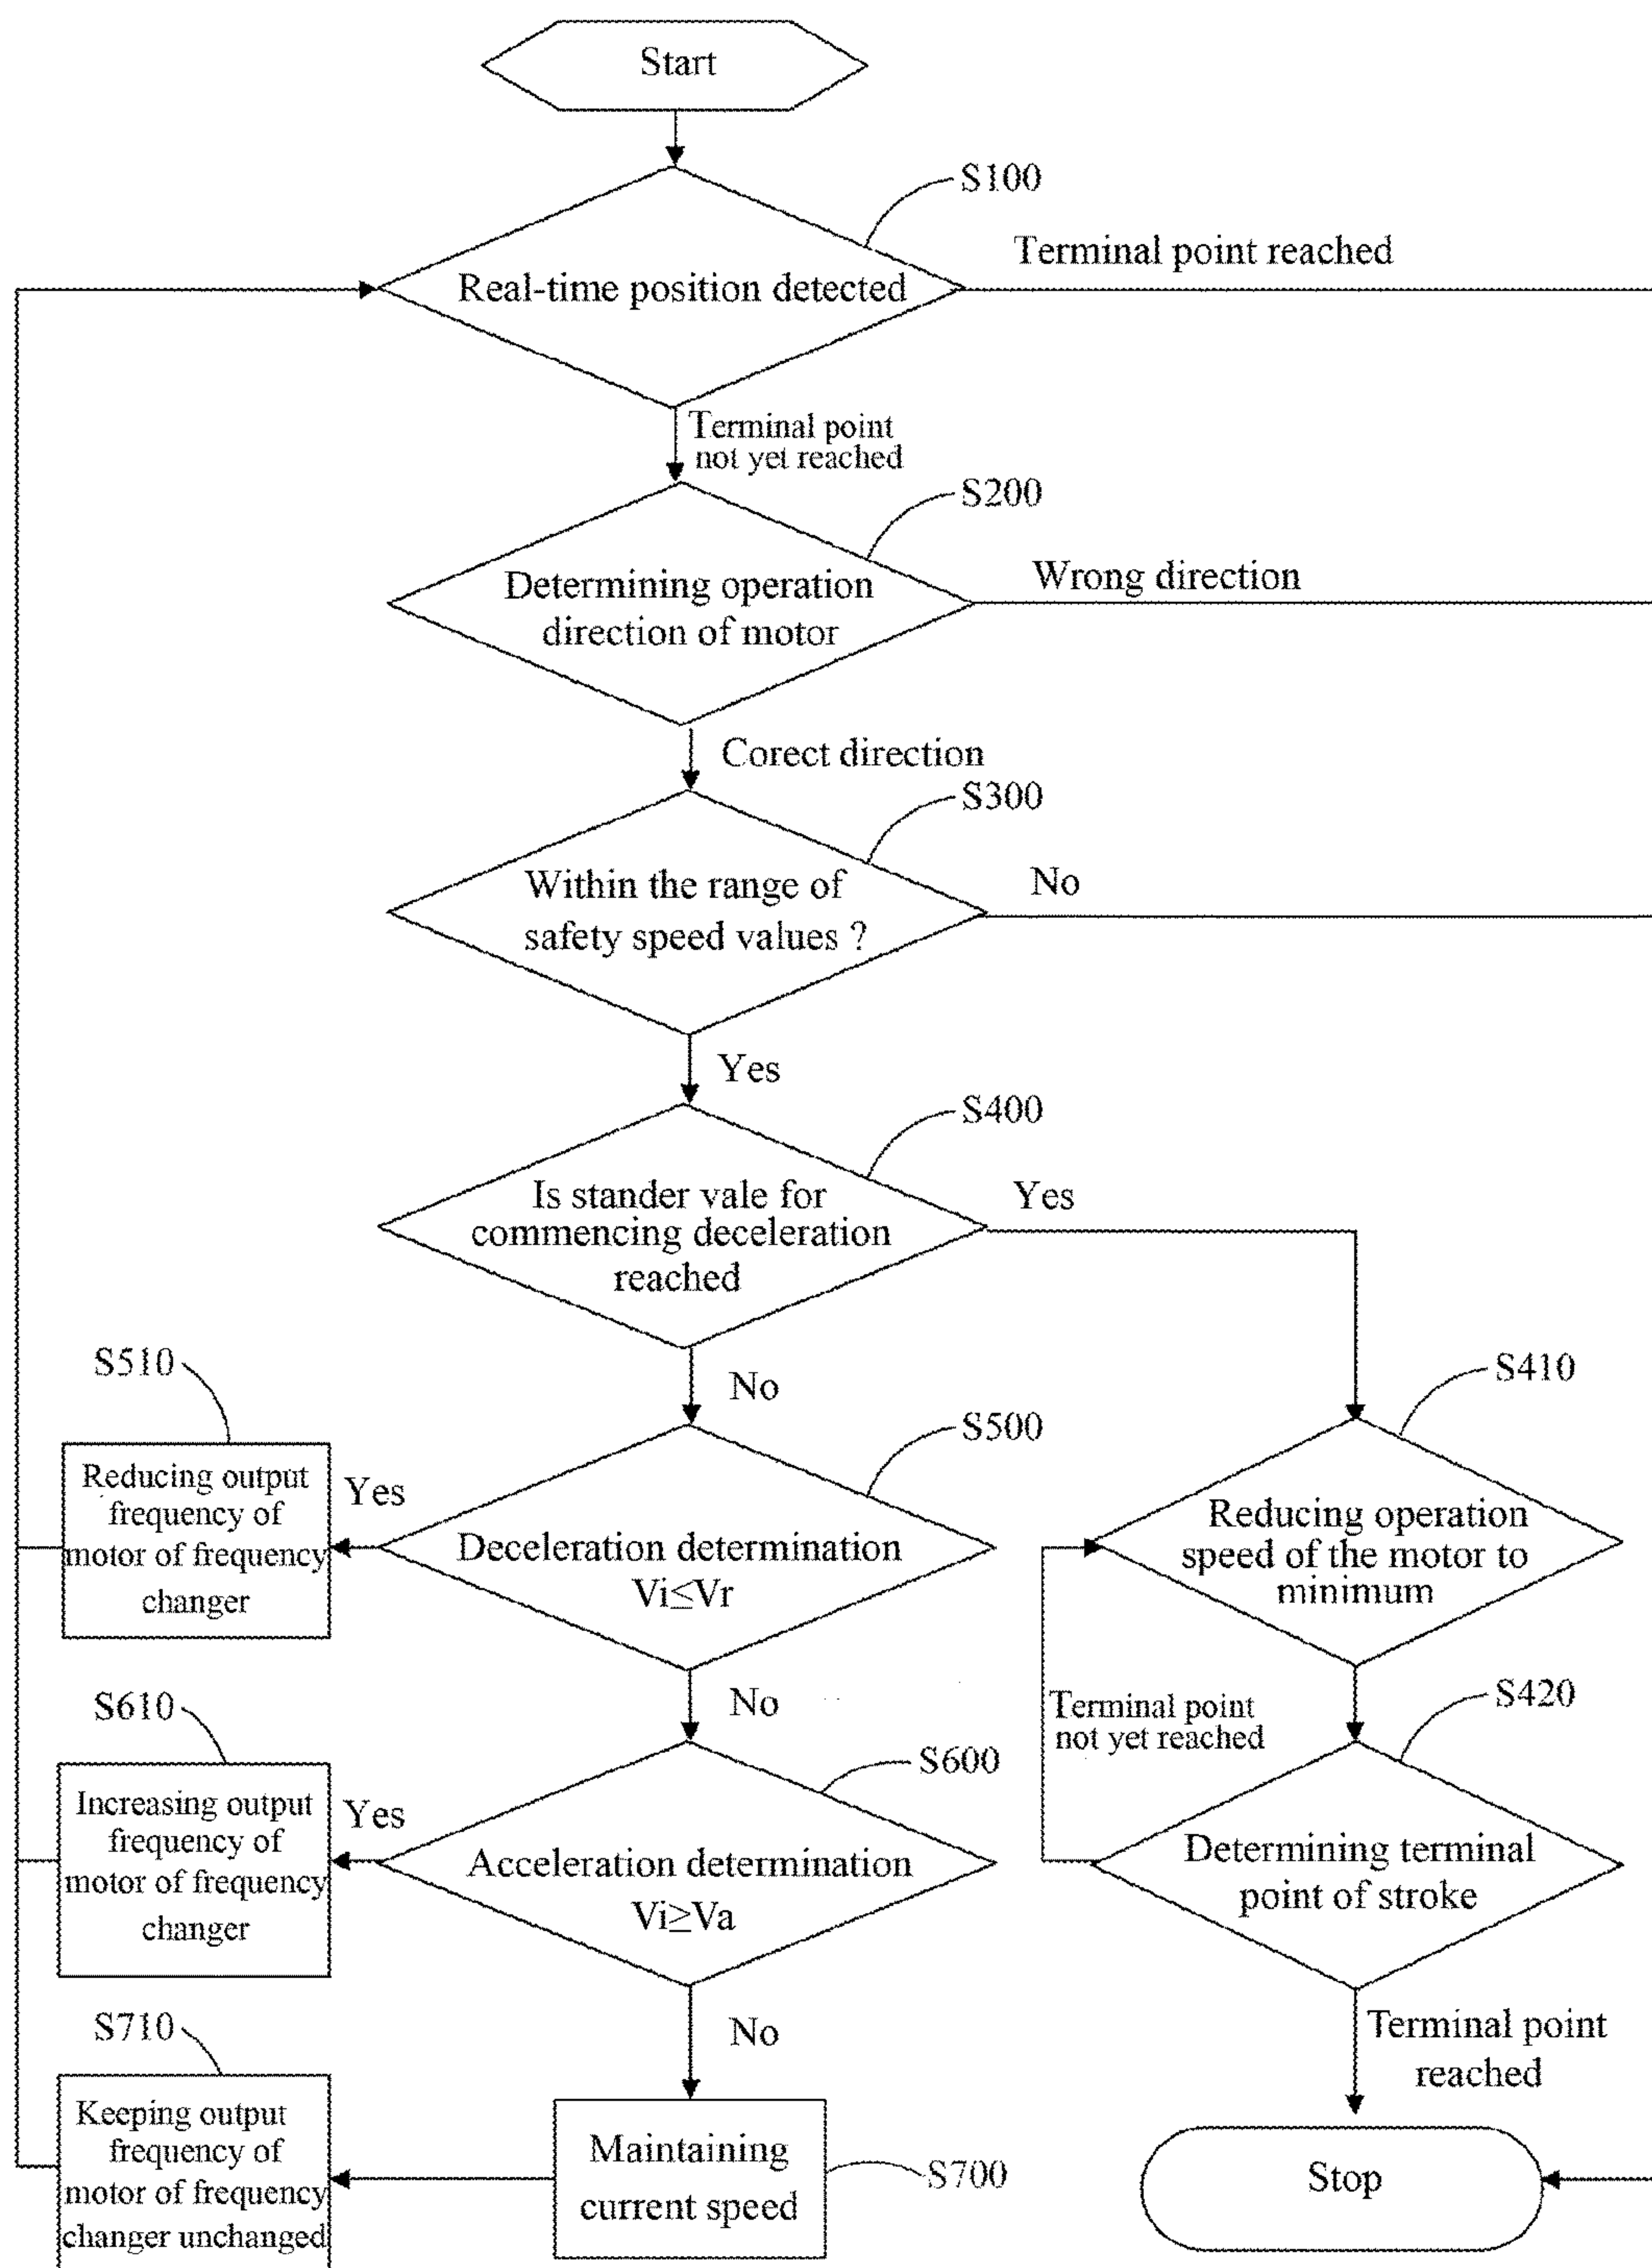 Start
S100
Terminal point reached
Real-time position detected
Terminal point
not yet reached
S200
Wrong direction
Determining operation
direction of motor
Corect direction
S300
No
Within the range of
safety speed values ?
Yes
S400
Yes
Is stander vale for
commencing deceleration
reached
No
S510
S410
S500
Reducing output
frequency of
motor of frequency
changer
Yes
Deceleration determination
Vi≤Vr
Reducing operation
speed of the motor to
minimum
No
S610
Terminal point
not yet reached
S420
S600
Increasing output
frequency of
motor of frequency
changer
Yes
Acceleration determination
Vi≥Va
Determining terminal
point of stroke
No
S710
Terminal point
reached
Keeping output
frequency of
motor of frequency
changer unchanged
Maintaining
current speed
S700
Stop